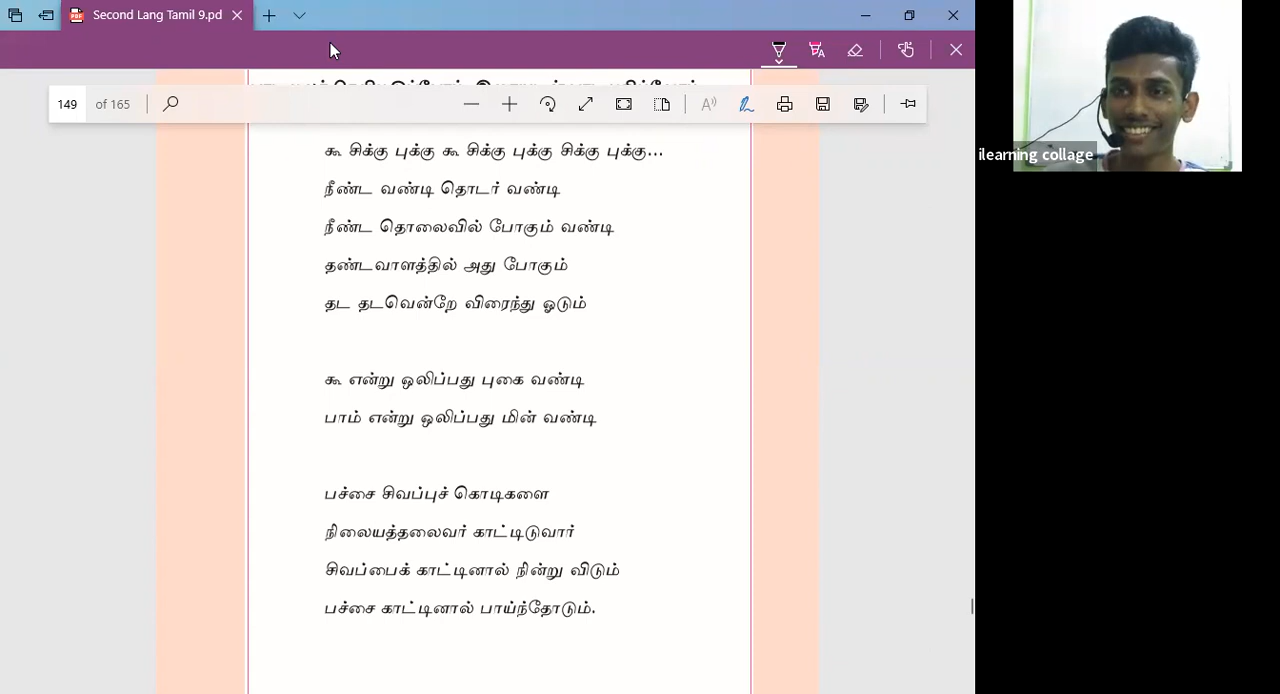 Second Lang Tamil 9.pd
149 of 165
கூ சிக்கு புக்கு கூ சிக்கு புக்கு சிக்கு புக்கு...
நீண்ட வண்டி தொடர் வண்டி
நீண்ட தொலைவில் போகும் வண்டி
தண்டவாளத்தில் அது போகும்
தட தடவென்றே விரைந்து ஓடும்
கூ என்று ஒலிப்பது புகை வண்டி
பாம் என்று ஒலிப்பது மின் வண்டி
பச்சை சிவப்புச் கொடிகளை
நிலையத்தலைவர் காட்டிடுவார்
சிவப்பைக் காட்டினால் நின்று விடும்
பச்சை காட்டினால் பாய்ந்தோடும்.
ilearning collage